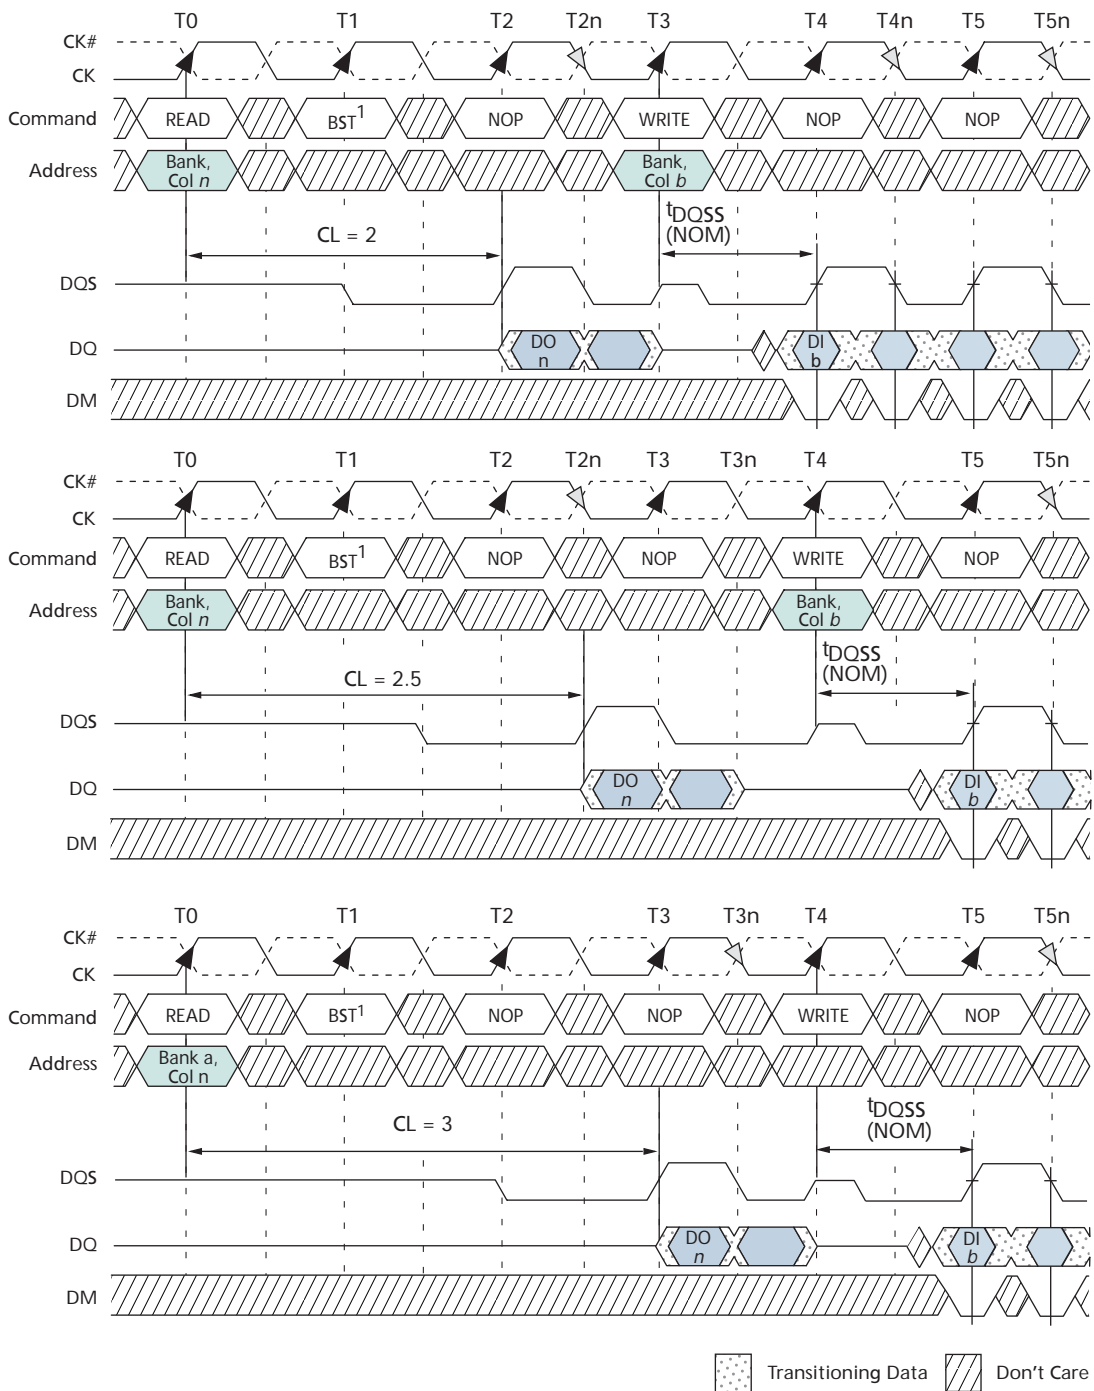 T0 T1 T2 T2n T3 T4 T4n T5 T5n
CK#
CK
Command READ BST1 NOP WRITE NOP NOP
Address Bank, Col n Bank, Col b
CL = 2
tDQSS (NOM)
DQS
DQ DO n DI b
DM
T0 T1 T2 T2n T3 T3n T4 T5 T5n
CK#
CK
Command READ BST1 NOP NOP WRITE NOP
Address Bank, Col n Bank, Col b
CL = 2.5
tDQSS (NOM)
DQS
DQ DO n DI b
DM
T0 T1 T2 T3 T3n T4 T5 T5n
CK#
CK
Command READ BST1 NOP NOP WRITE NOP
Address Bank a, Col n
CL = 3
tDQSS (NOM)
DQS
DQ DO n DI b
DM
Transitioning Data Don't Care